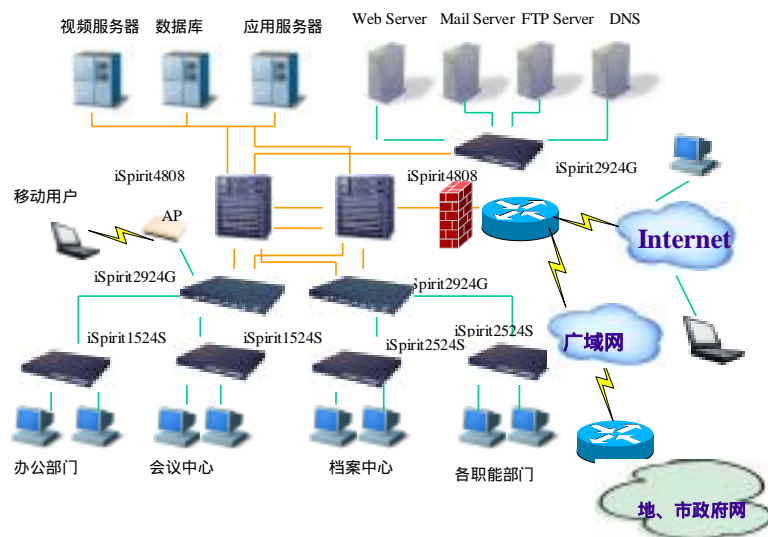 视频服务器
数据库
应用服务器
Web Server
Mail Server
FTP Server
DNS
iSpirit4808
iSpirit4808
iSpirit2924G
移动用户
AP
Internet
iSpirit2924G
iSpirit2924G
iSpirit1524S
iSpirit1524S
iSpirit2524S
iSpirit2524S
广域网
办公部门
会议中心
档案中心
各职能部门
地、市政府网